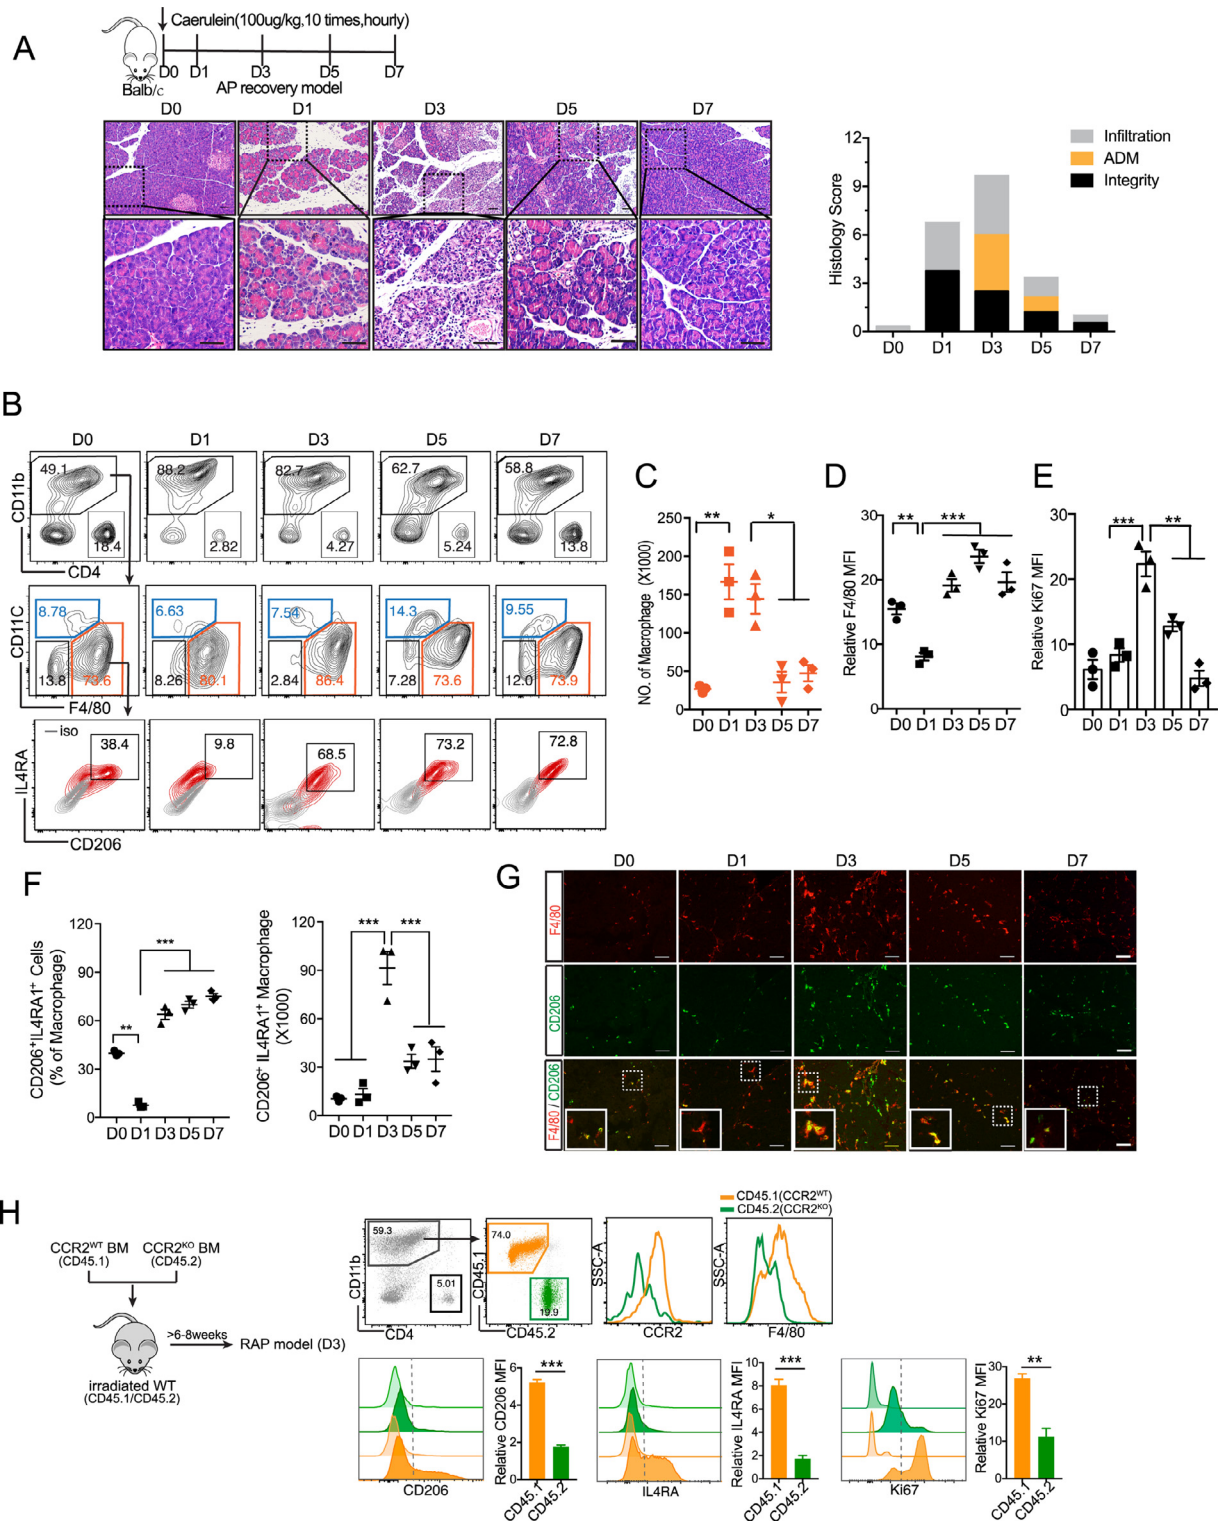 A
Caerulein(100ug/kg,10 times,hourly)
D0 D1 D3 D5 D7
Balb/c
AP recovery model
D0 D1 D3 D5 D7
Histology Score
12
9
6
3
0
D0 D1 D3 D5 D7
Infiltration
ADM
Integrity
B
D0 D1 D3 D5 D7
CD11b
CD4
49.1 88.2 82.7 62.7 58.8
18.4 2.82 4.27 5.24 13.8
CD11C
F4/80
8.78 6.63 7.54 14.3 9.55
13.8 73.6 8.26 80.1 2.84 86.4 7.28 73.6 12.0 73.9
IL4RA
CD206
iso
38.4 9.8 68.5 73.2 72.8
C
NO. of Macrophage (X1000)
250
200
150
100
50
0
** *
D0 D1 D3 D5 D7
D
Relative F4/80 MFI
30
20
10
0
** ***
D0 D1 D3 D5 D7
E
Relative Ki67 MFI
30
20
10
0
*** **
D0 D1 D3 D5 D7
F
CD206⁺IL4RA1⁺ Cells
(% of Macrophage)
120
90
60
30
0
** ***
D0 D1 D3 D5 D7
CD206⁺ IL4RA1⁺ Macrophage
(X1000)
120
90
60
30
0
*** ***
D0 D1 D3 D5 D7
G
D0 D1 D3 D5 D7
F4/80
CD206
F4/80 / CD206
H
CCR2ᵂᵀ BM
(CD45.1)
CCR2ᴷᴼ BM
(CD45.2)
>6-8weeks
RAP model (D3)
irradiated WT
(CD45.1/CD45.2)
CD45.1(CCR2ᵂᵀ)
CD45.2(CCR2ᴷᴼ)
59.3
5.01
CD11b
CD4
74.0
19.9
CD45.1
CD45.2
SSC-A
CCR2
SSC-A
F4/80
CD206
Relative CD206 MFI
6
4
2
0
***
CD45.1
CD45.2
IL4RA
Relative IL4RA MFI
10
8
6
4
2
0
***
CD45.1
CD45.2
Ki67
Relative Ki67 MFI
30
20
10
0
**
CD45.1
CD45.2